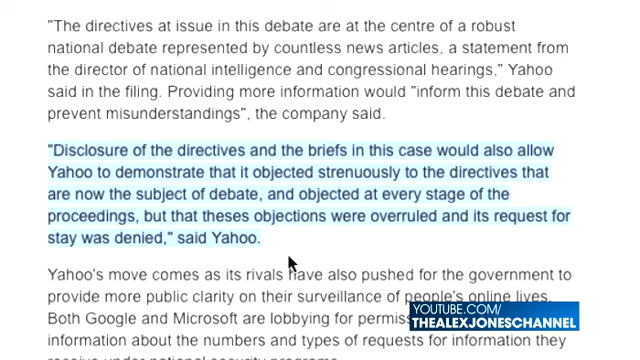 "The directives at issue in this debate are at the centre of a robust
national debate represented by countless news articles, a statement from
the director of national intelligence and congressional hearings," Yahoo
said in the filing. Providing more information would "inform this debate and
prevent misunderstandings", the company said.
"Disclosure of the directives and the briefs in this case would also allow
Yahoo to demonstrate that it objected strenuously to the directives that
are now the subject of debate, and objected at every stage of the
proceedings, but that theses objections were overruled and its request for
stay was denied," said Yahoo.
Yahoo's move comes as its rivals have also pushed for the government to
provide more public clarity on their surveillance of people's online lives.
Both Google and Microsoft are lobbying for
information about the numbers and types of requests for information they
YOUTUBE.COM/
THEALEXJONESCHANNEL